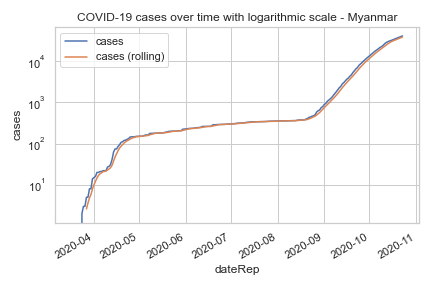 COVID-19 cases over time with logarithmic scale - Myanmar
cases
cases (rolling)
10⁴
10³
10²
10¹
cases
2020-04
2020-05
2020-06
2020-07
2020-08
2020-09
2020-10
2020-11
dateRep